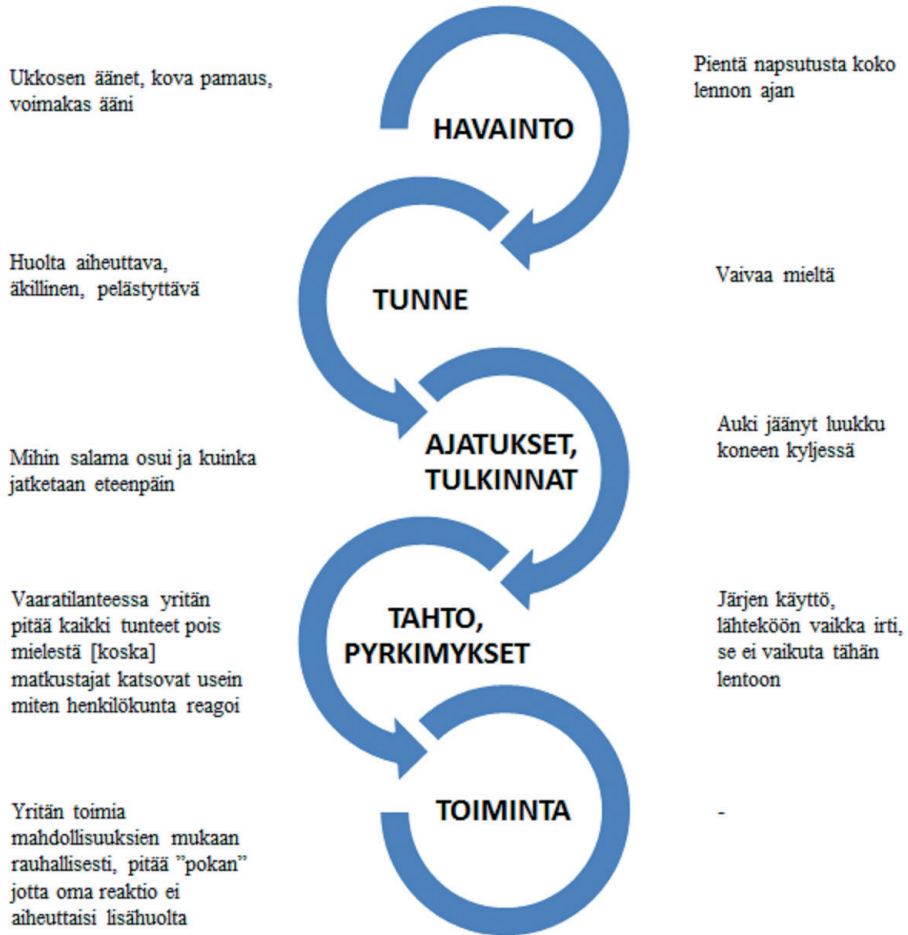 Ukkosen äänet, kova pamaus,
voimakas ääni
HAVAINTO
Pientä napsutusta koko
lennon ajan
Huolta aiheuttava,
äkillinen, pelästyttävä
TUNNE
Vaivaa mieltä
Mihin salama osui ja kuinka
jatketaan eteenpäin
AJATUKSET,
TULKINNAT
Auki jäänyt luukku
koneen kyljessä
Vaaratilanteessa yritän
pitää kaikki tunteet pois
mielestä [koska]
matkustajat katsovat usein
miten henkilökunta reagoi
TAHTO,
PYRKIMYKSET
Järjen käyttö,
lähteköön vaikka irti,
se ei vaikuta tähän
lentoon
Yritän toimia
mahdollisuuksien mukaan
rauhallisesti, pitää ”pokan”
jotta oma reaktio ei
aiheuttaisi lisähuolta
TOIMINTA
-